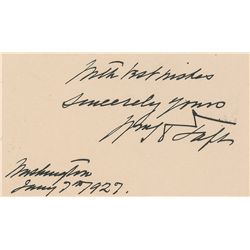 With best wishes
Sincerely yours
Wm H Taft
Washington
Jany 7th 1927.